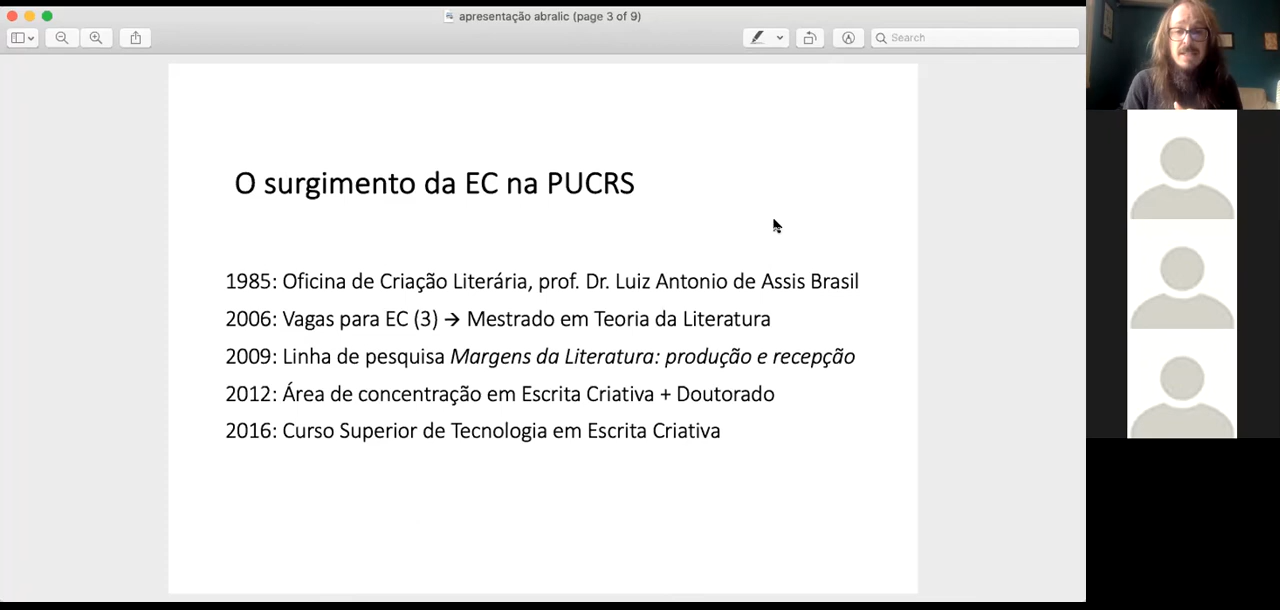 apresentação abralic (page 3 of 9)
Search
O surgimento da EC na PUCRS
1985: Oficina de Criação Literária, prof. Dr. Luiz Antonio de Assis Brasil
2006: Vagas para EC (3) → Mestrado em Teoria da Literatura
2009: Linha de pesquisa Margens da Literatura: produção e recepção
2012: Área de concentração em Escrita Criativa + Doutorado
2016: Curso Superior de Tecnologia em Escrita Criativa